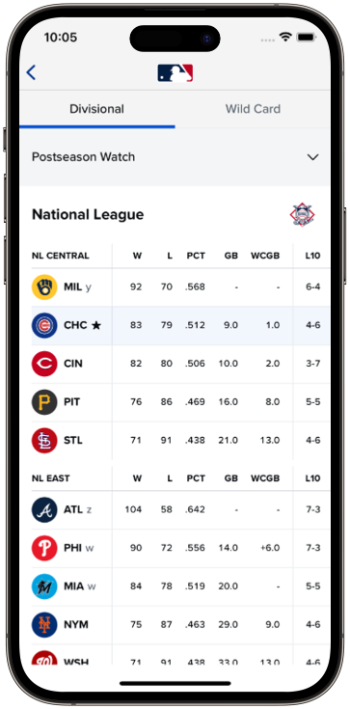 10:05
Divisional Wild Card
Postseason Watch
National League
NL CENTRAL W L PCT GB WCGB L10
MIL y 92 70 .568 - - 6-4
CHC ★ 83 79 .512 9.0 1.0 4-6
CIN 82 80 .506 10.0 2.0 3-7
PIT 76 86 .469 16.0 8.0 5-5
STL 71 91 .438 21.0 13.0 4-6
NL EAST W L PCT GB WCGB L10
ATL z 104 58 .642 - - 7-3
PHI w 90 72 .556 14.0 +6.0 7-3
MIA w 84 78 .519 20.0 - 5-5
NYM 75 87 .463 29.0 9.0 4-6
WSH 71 91 .438 33.0 13.0 4-6